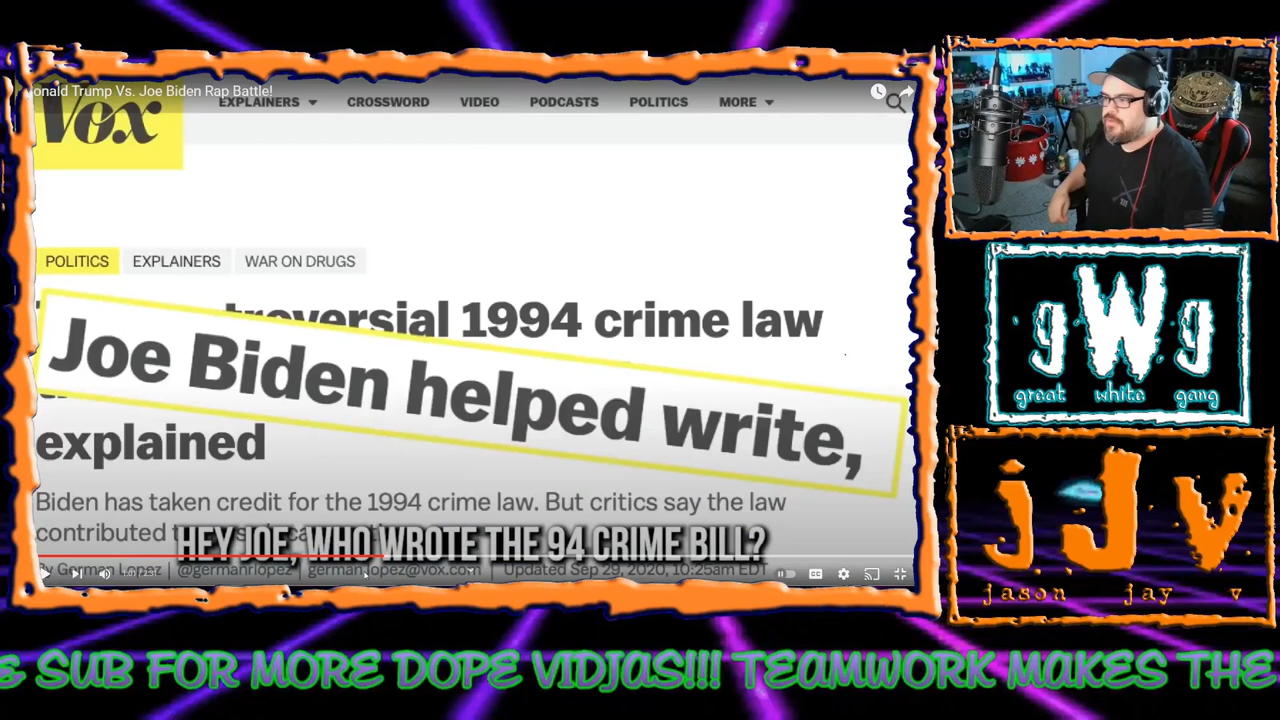 onald Trump Vs. Joe Biden Rap Battle!
Vox
EXPLAINERS CROSSWORD VIDEO PODCASTS POLITICS MORE
POLITICS EXPLAINERS WAR ON DRUGS
troversial 1994 crime law
Joe Biden helped write,
explained
Biden has taken credit for the 1994 crime law. But critics say the law
contributed
HEY JOE, WHO WROTE THE 94 CRIME BILL?
By German Lopez | @germanrlopez | german.lopez@vox.com | Updated Sep 29, 2020, 10:25am EDT
gWg
great white gang
jJv
jason jay v
& SUB FOR MORE DOPE VIDJAS!!! TEAMWORK MAKES THE